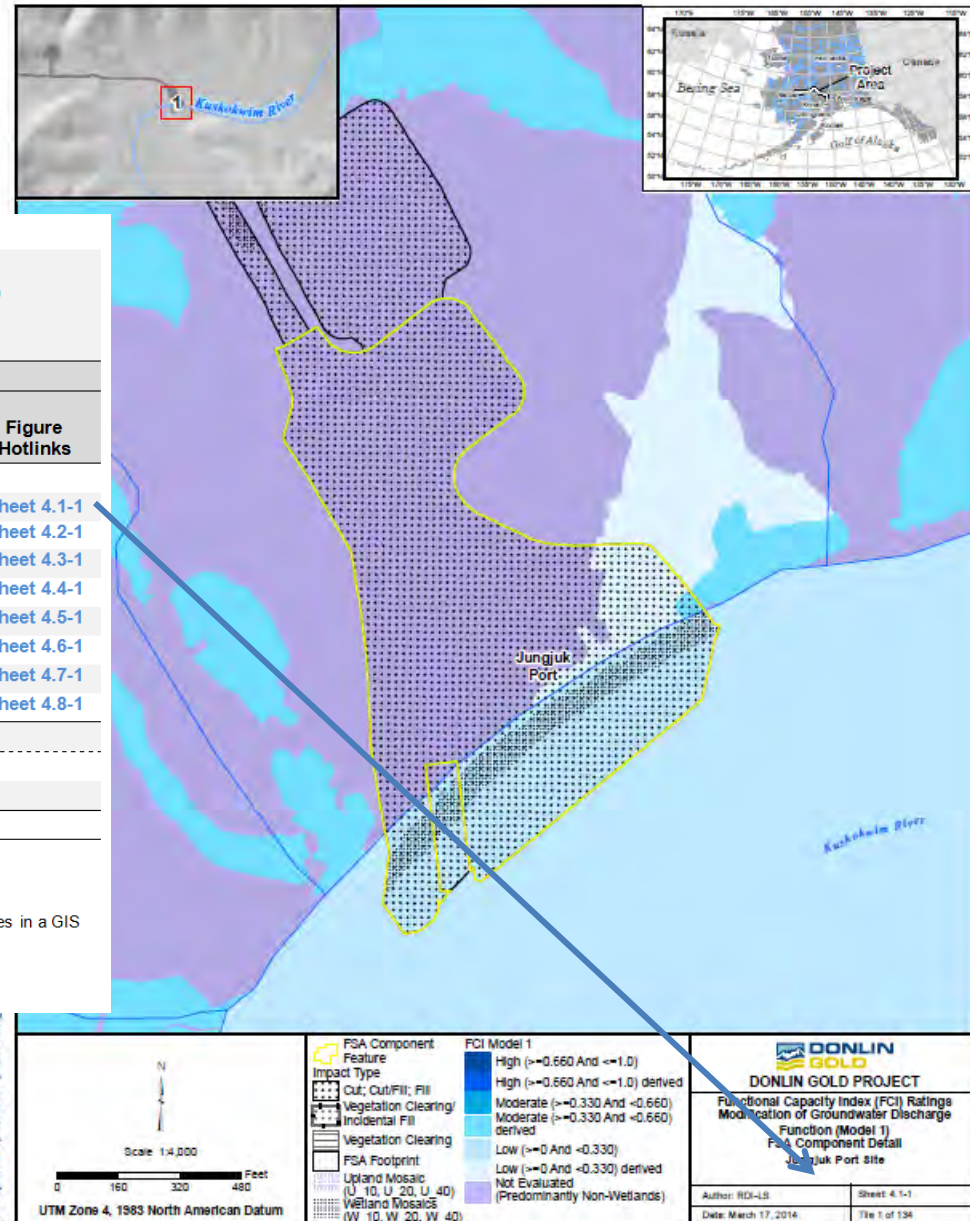 1
Kuskokwim River
Russia
Canada
Bering Sea
Project
Area
Gulf of Alaska
Figure
Hotlinks
heet 4.1-1
heet 4.2-1
heet 4.3-1
heet 4.4-1
heet 4.5-1
heet 4.6-1
heet 4.7-1
heet 4.8-1
es in a GIS
Jungjuk
Port
Kuskokwim River
N
Scale 1:4,000
Feet
0 160 320 480
UTM Zone 4, 1983 North American Datum
FSA Component
Feature
Impact Type
Cut; Cut/Fill; Fill
Vegetation Clearing/
Incidental Fill
Vegetation Clearing
FSA Footprint
Upland Mosaic
(U_10, U_20, U_40)
Wetland Mosaics
(W_10, W_20, W_40)
FCI Model 1
High (>=0.660 And <=1.0)
High (>=0.660 And <=1.0) derived
Moderate (>=0.330 And <0.660)
Moderate (>=0.330 And <0.660)
derived
Low (>=0 And <0.330)
Low (>=0 And <0.330) derived
Not Evaluated
(Predominantly Non-Wetlands)
DONLIN
GOLD
DONLIN GOLD PROJECT
Functional Capacity Index (FCI) Ratings
Modification of Groundwater Discharge
Function (Model 1)
FSA Component Detail
Jungjuk Port Site
Author: RDI-LS
Sheet 4.1-1
Date: March 17, 2014
Tile 1 of 134